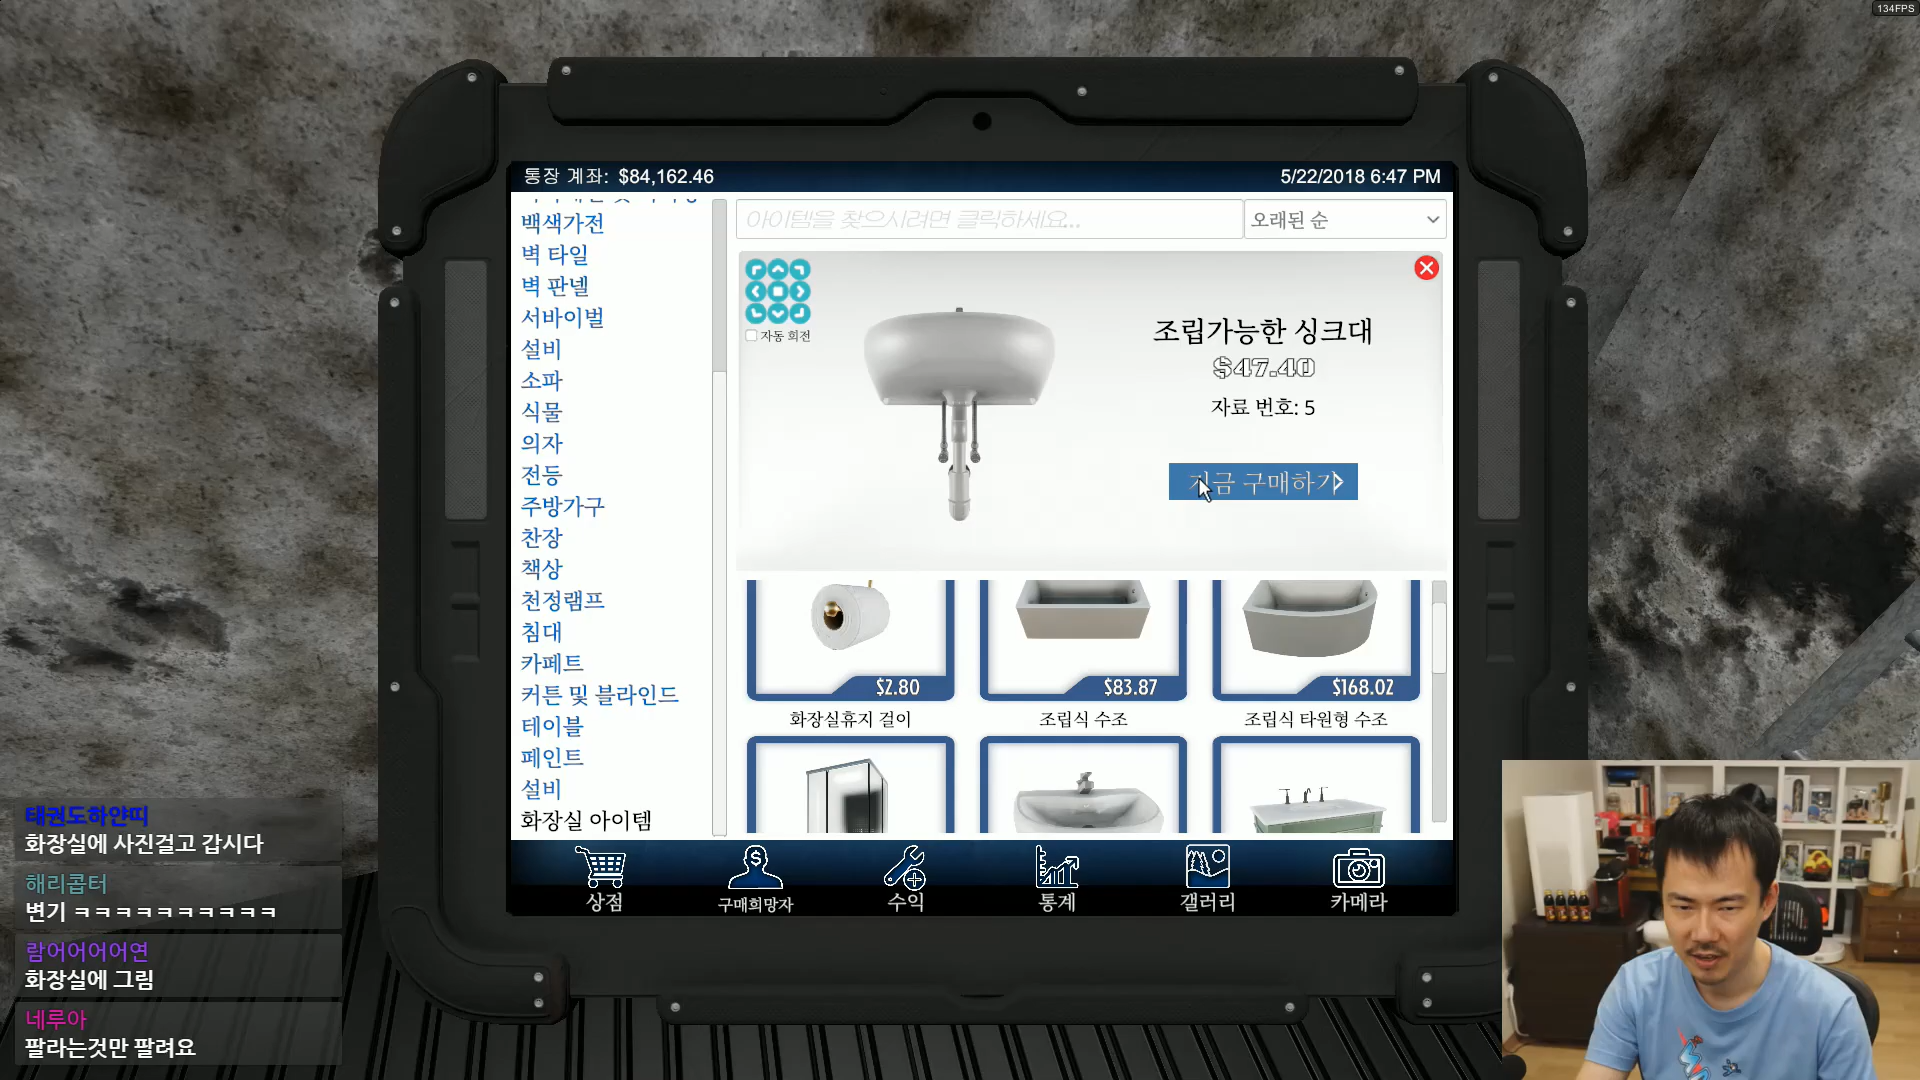 134FPS
통장 계좌: $84,162.46
5/22/2018 6:47 PM
백색가전
벽 타일
벽 판넬
서바이벌
설비
소파
식물
의자
전등
주방가구
찬장
책상
천정램프
침대
카페트
커튼 및 블라인드
테이블
페인트
설비
화장실 아이템
아이템을 찾으시려면 클릭하세요...
오래된 순
자동 회전
조립가능한 싱크대
$47.40
자료 번호: 5
지금 구매하기
$2.80
$83.87
$168.02
화장실휴지 걸이
조립식 수조
조립식 타원형 수조
상점
구매희망자
수익
통계
갤러리
카메라
태권도하얀띠
화장실에 사진걸고 갑시다
해리콥터
변기 ㅋㅋㅋㅋㅋㅋㅋㅋㅋㅋ
람어어어어연
화장실에 그림
네루아
팔라는것만 팔려요